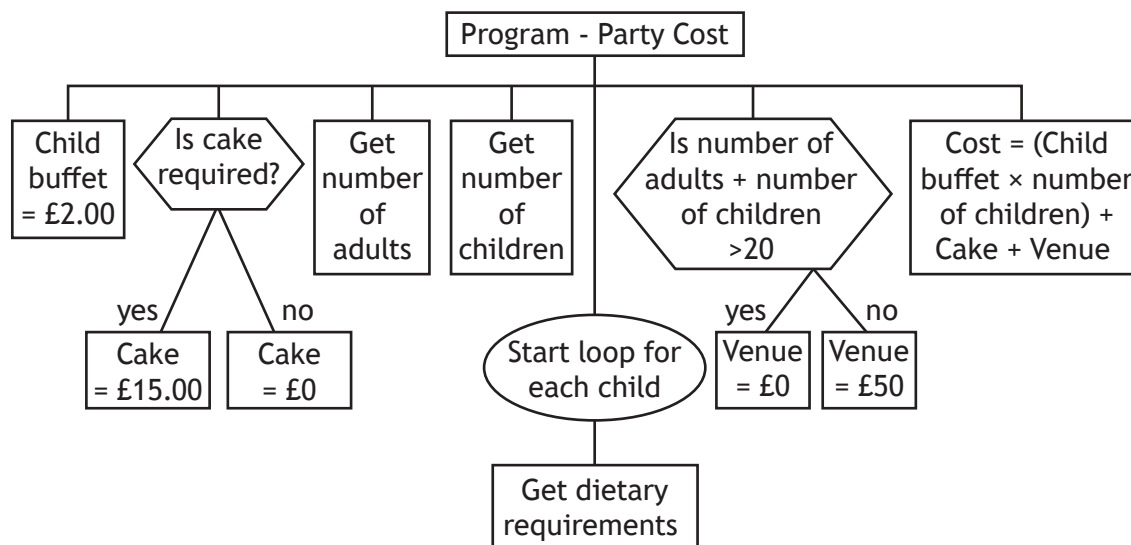 Program - Party Cost
Child
buffet
= £2.00
Is cake
required?
yes
Cake
= £15.00
no
Cake
= £0
Get
number
of
adults
Get
number
of
children
Start loop for
each child
Get dietary
requirements
Is number of
adults + number
of children
>20
yes
Venue
= £0
no
Venue
= £50
Cost = (Child
buffet × number
of children) +
Cake + Venue